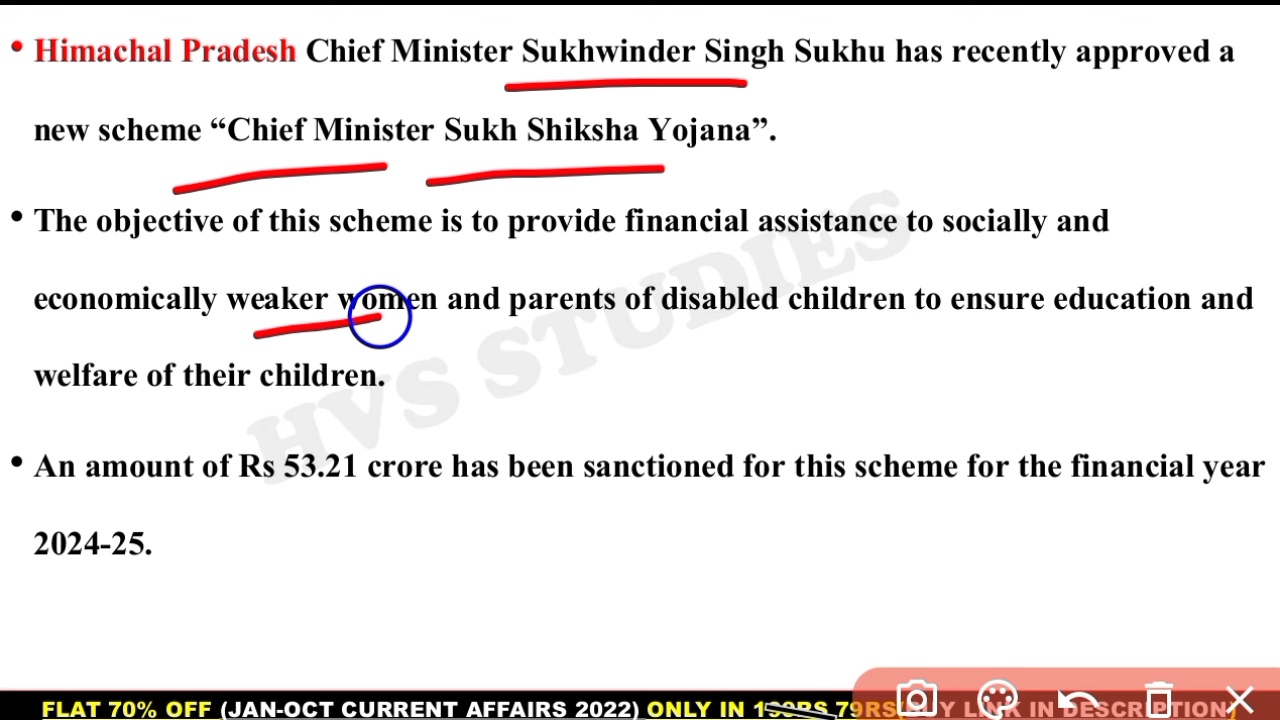 • Himachal Pradesh Chief Minister Sukhwinder Singh Sukhu has recently approved a
new scheme “Chief Minister Sukh Shiksha Yojana”.
• The objective of this scheme is to provide financial assistance to socially and
economically weaker women and parents of disabled children to ensure education and
welfare of their children.
• An amount of Rs 53.21 crore has been sanctioned for this scheme for the financial year
2024-25.
HVS STUDIES
FLAT 70% OFF (JAN-OCT CURRENT AFFAIRS 2022) ONLY IN 79RS LINK IN DESCRIPTION)